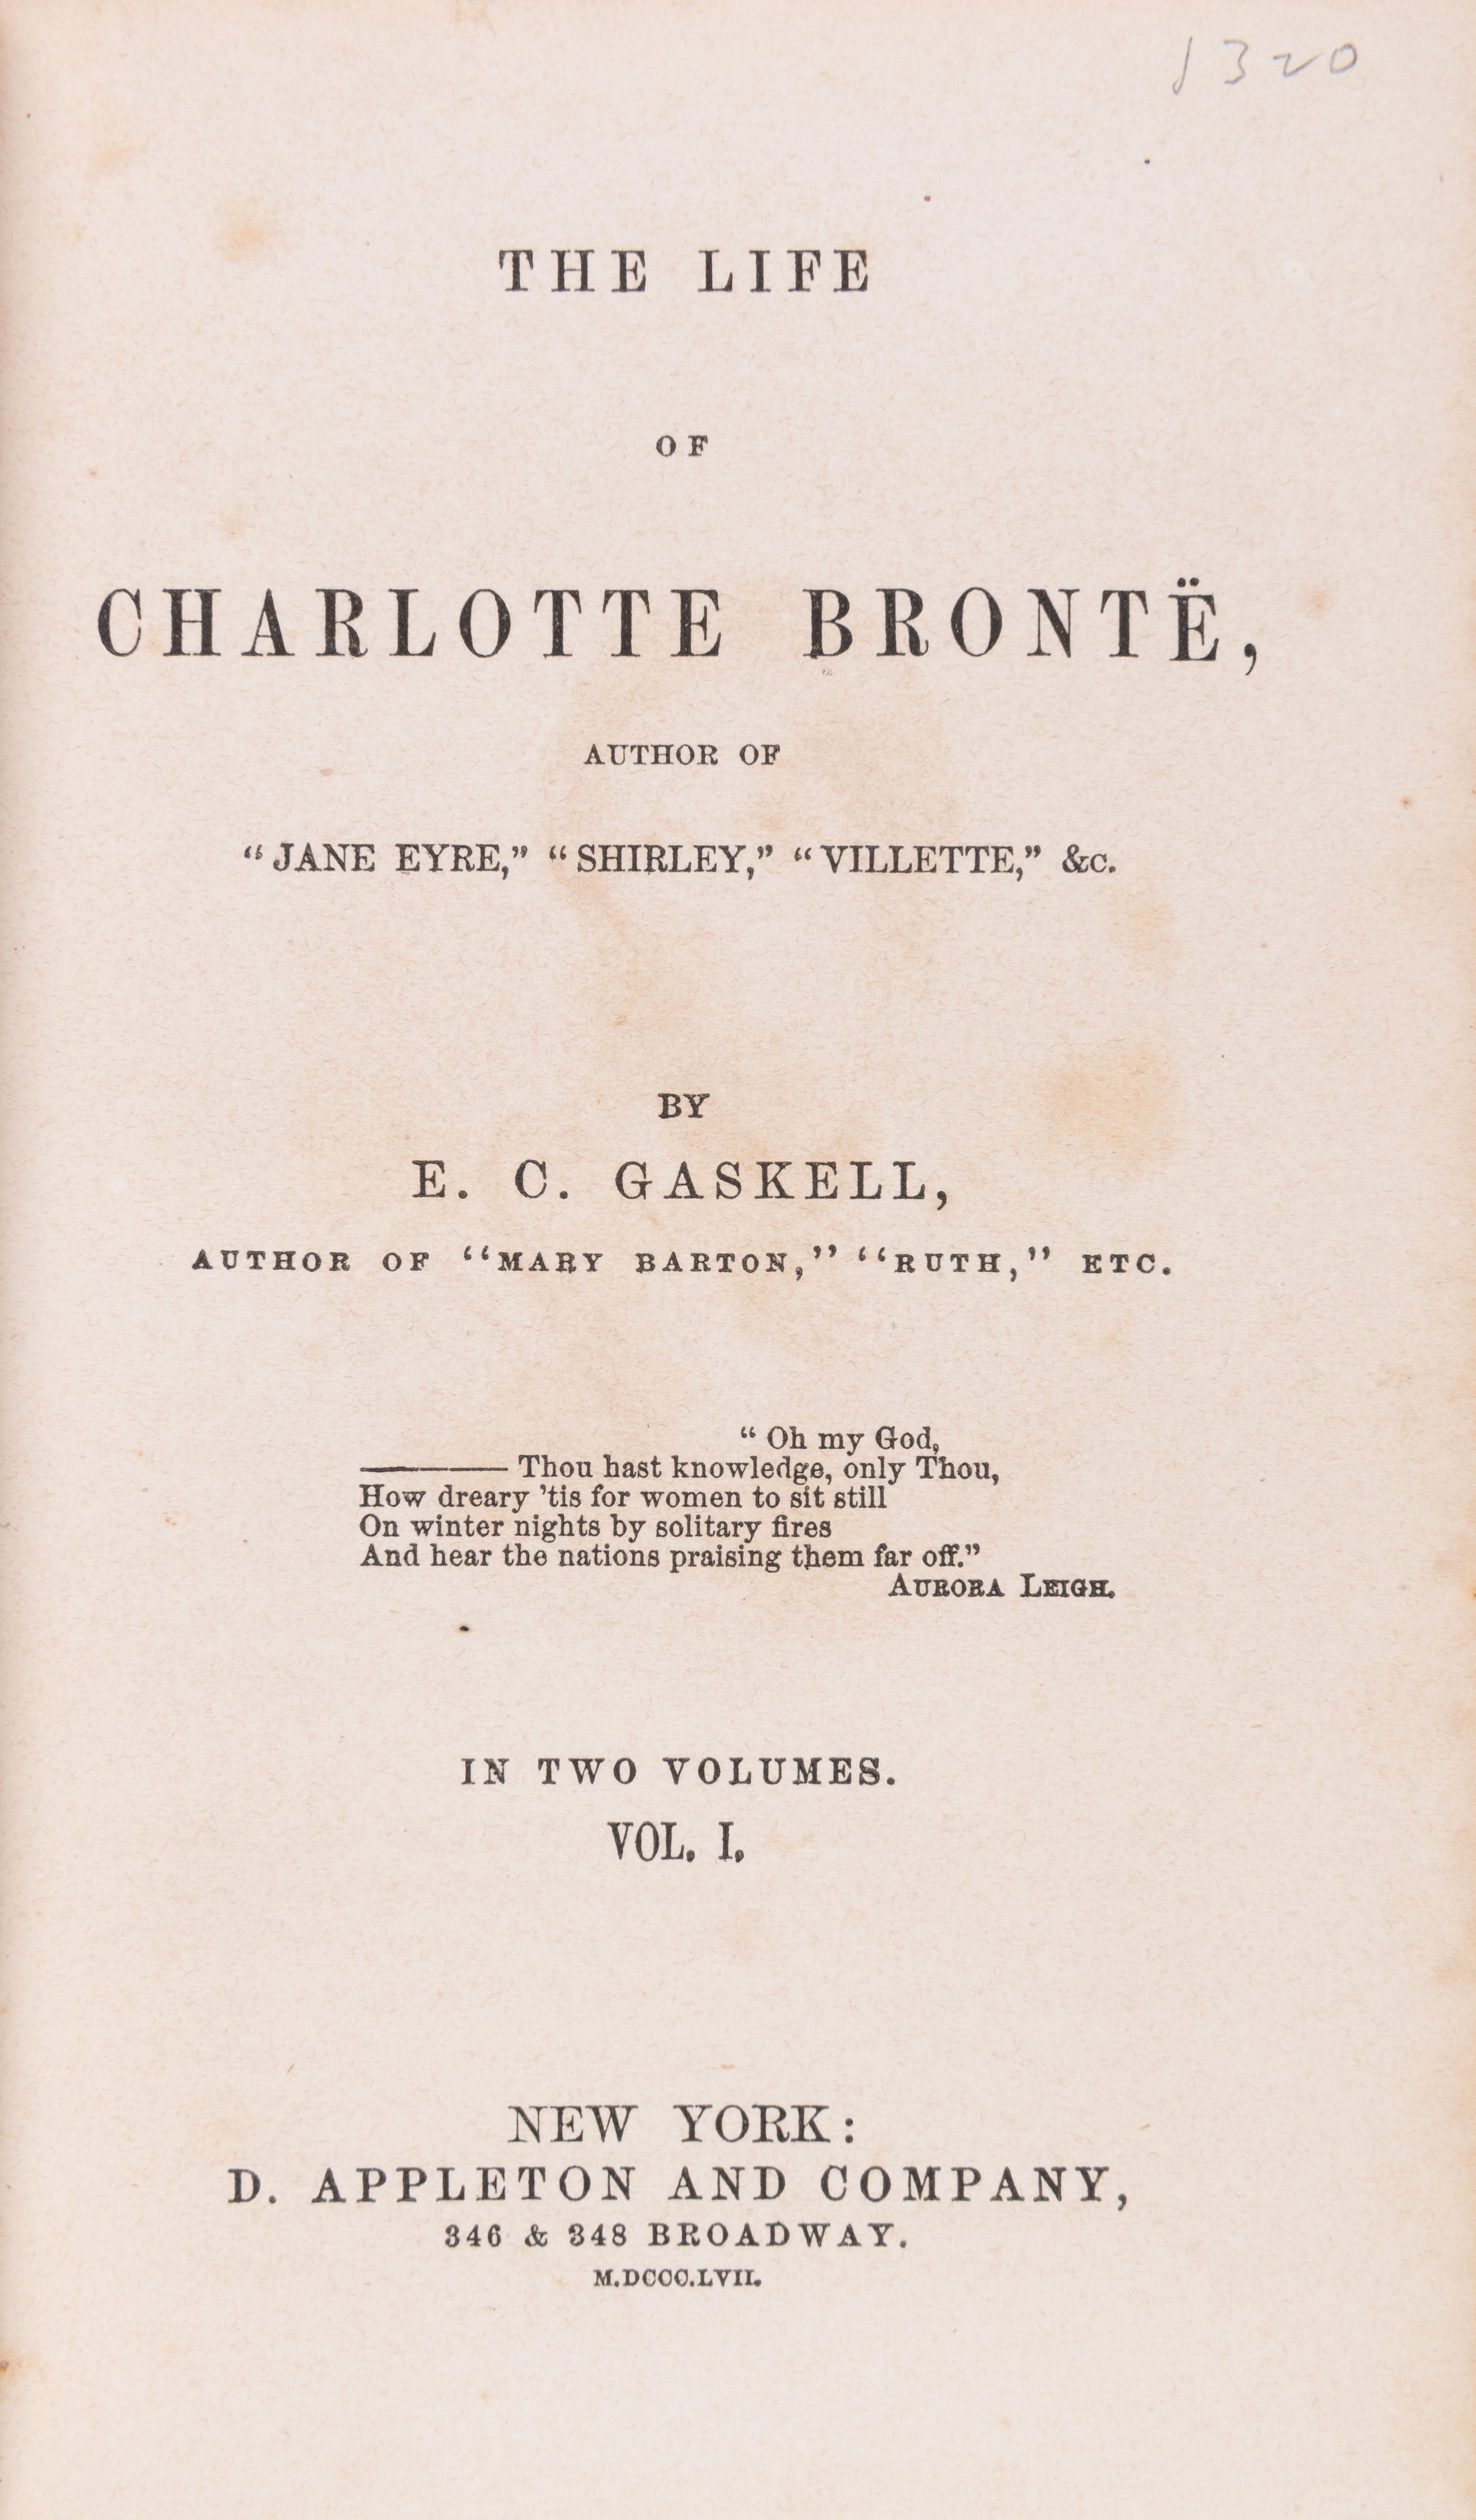 1320
THE LIFE
OF
CHARLOTTE BRONTË,
AUTHOR OF
“JANE EYRE,” “SHIRLEY,” “VILLETTE,” &c.
BY
E. C. GASKELL,
AUTHOR OF “MARY BARTON,” “RUTH,” ETC.
“Oh my God,
——— Thou hast knowledge, only Thou,
How dreary ’tis for women to sit still
On winter nights by solitary fires
And hear the nations praising them far off.”
AURORA LEIGH.
IN TWO VOLUMES.
VOL. I.
NEW YORK:
D. APPLETON AND COMPANY,
346 & 348 BROADWAY.
M.DCCC.LVII.